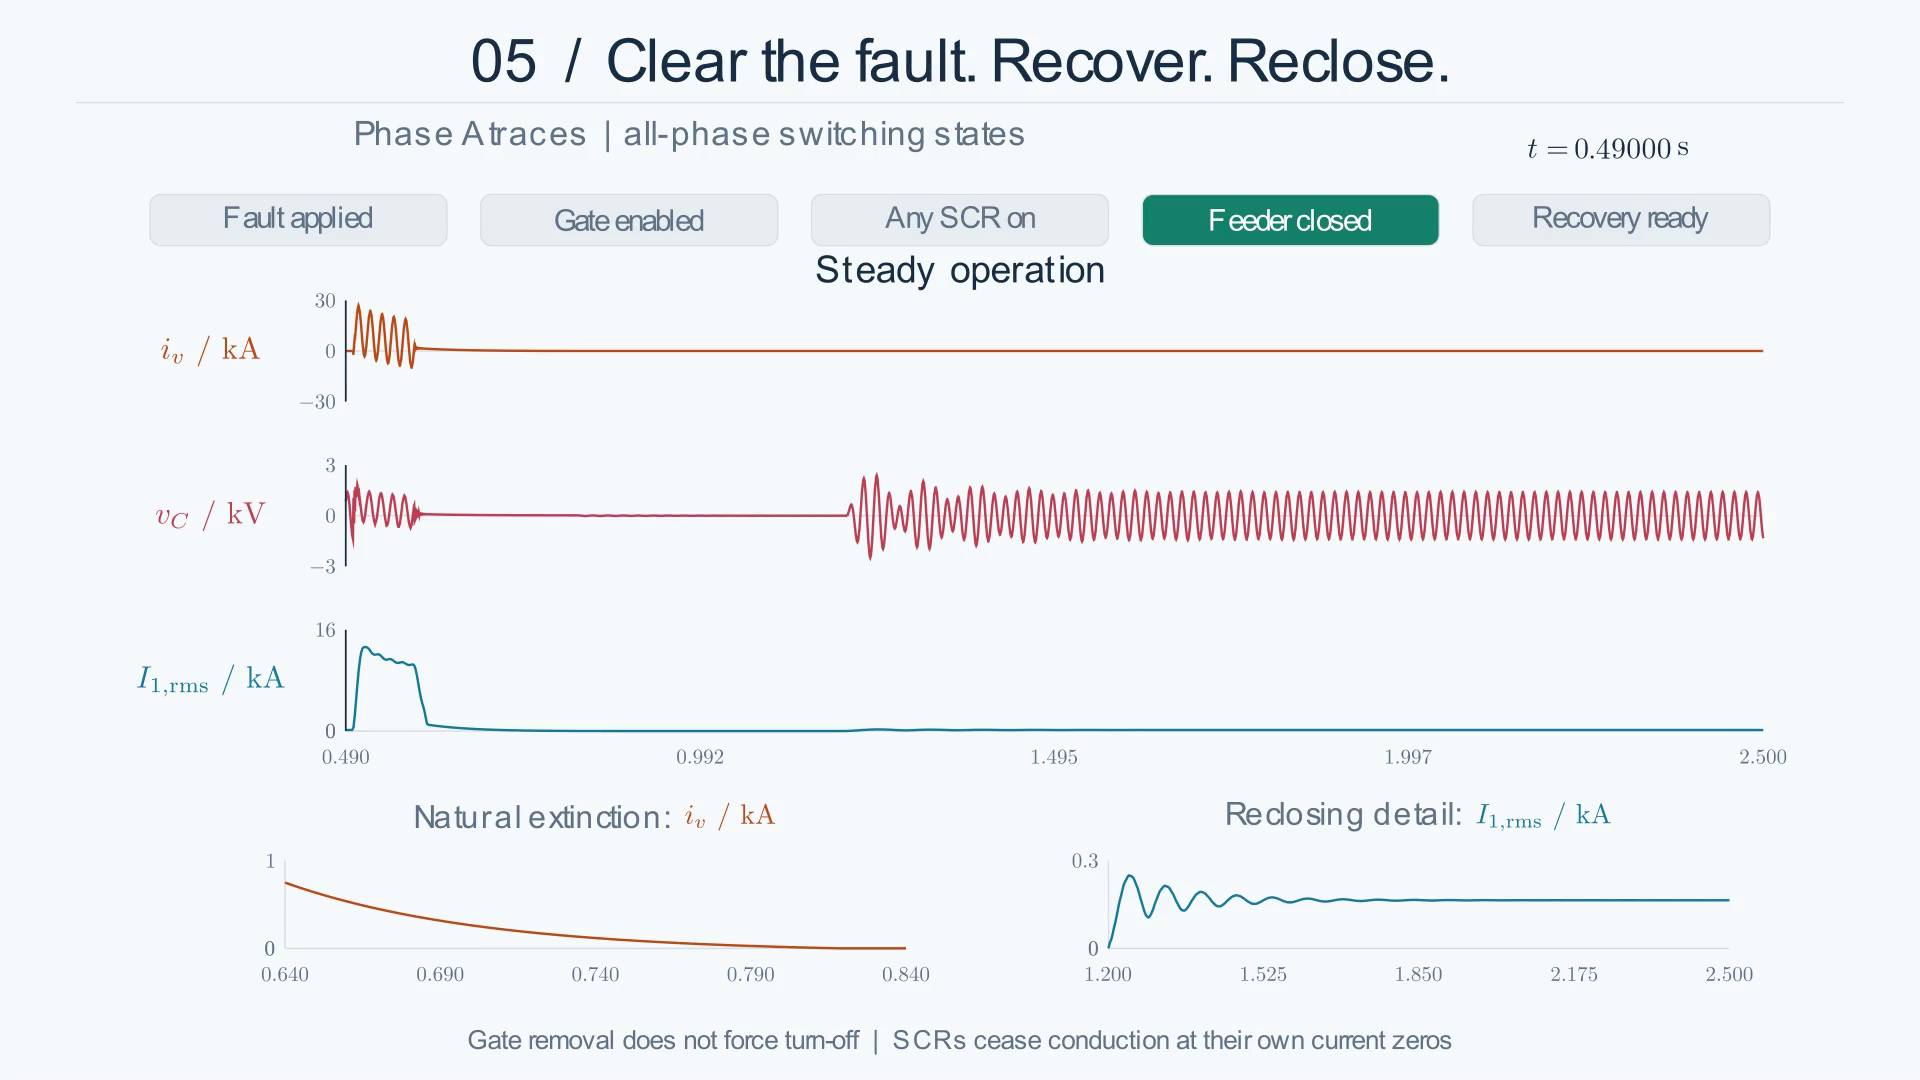 05 / Clear the fault. Recover. Reclose.
Phase A traces | all-phase switching states
t = 0.49000 s
Fault applied
Gate enabled
Any SCR on
Feeder closed
Recovery ready
Steady operation
30
i_v / kA
0
−30
3
v_C / kV
0
−3
16
I_1,rms / kA
0
0.490 0.992 1.495 1.997 2.500
Natural extinction: i_v / kA
1
0
0.640 0.690 0.740 0.790 0.840
Reclosing detail: I_1,rms / kA
0.3
0
1.200 1.525 1.850 2.175 2.500
Gate removal does not force turn-off | SCRs cease conduction at their own current zeros